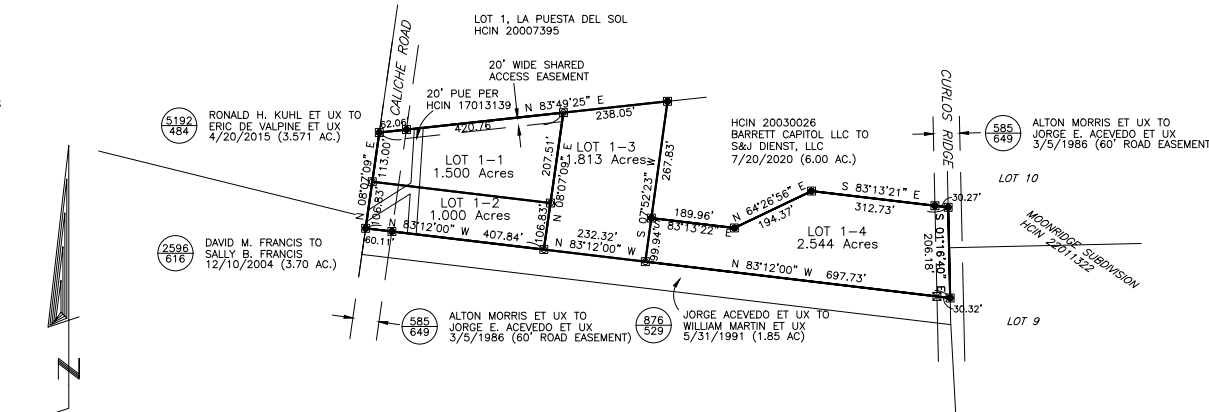 LOT 1, LA PUESTA DEL SOL
HCIN 20007395
CALICHE ROAD
20' WIDE SHARED
ACCESS EASEMENT
20' PUE PER
HCIN 17013139
5192
484
RONALD H. KUHL ET UX TO
ERIC DE VALPINE ET UX
4/20/2015 (3.571 AC.)
62.06'
420.76'
N 83°49'25" E
238.05'
N 08°07'09" E
113.00'
106.83'
LOT 1-1
1.500 Acres
207.51'
N 08°07'09" E
106.83'
LOT 1-3
1.813 Acres
S 07°52'23" W
267.83'
99.94'
HCIN 20030026
BARRETT CAPITOL LLC TO
S&J DIENST, LLC
7/20/2020 (6.00 AC.)
CURLOS RIDGE
585
649
ALTON MORRIS ET UX TO
JORGE E. ACEVEDO ET UX
3/5/1986 (60' ROAD EASEMENT)
LOT 10
LOT 1-2
1.000 Acres
60.11'
N 83°12'00" W
407.84'
232.32'
N 83°12'00" W
189.96'
S 83°13'22" E
N 64°26'56" E
194.37'
S 83°13'21" E
312.73'
30.27'
LOT 1-4
2.544 Acres
S 01°16'40" E
206.18'
30.32'
N 83°12'00" W
697.73'
MOONRIDGE SUBDIVISION
HCIN 22011322
LOT 9
2596
616
DAVID M. FRANCIS TO
SALLY B. FRANCIS
12/10/2004 (3.70 AC.)
585
649
ALTON MORRIS ET UX TO
JORGE E. ACEVEDO ET UX
3/5/1986 (60' ROAD EASEMENT)
876
529
JORGE ACEVEDO ET UX TO
WILLIAM MARTIN ET UX
5/31/1991 (1.85 AC)
N